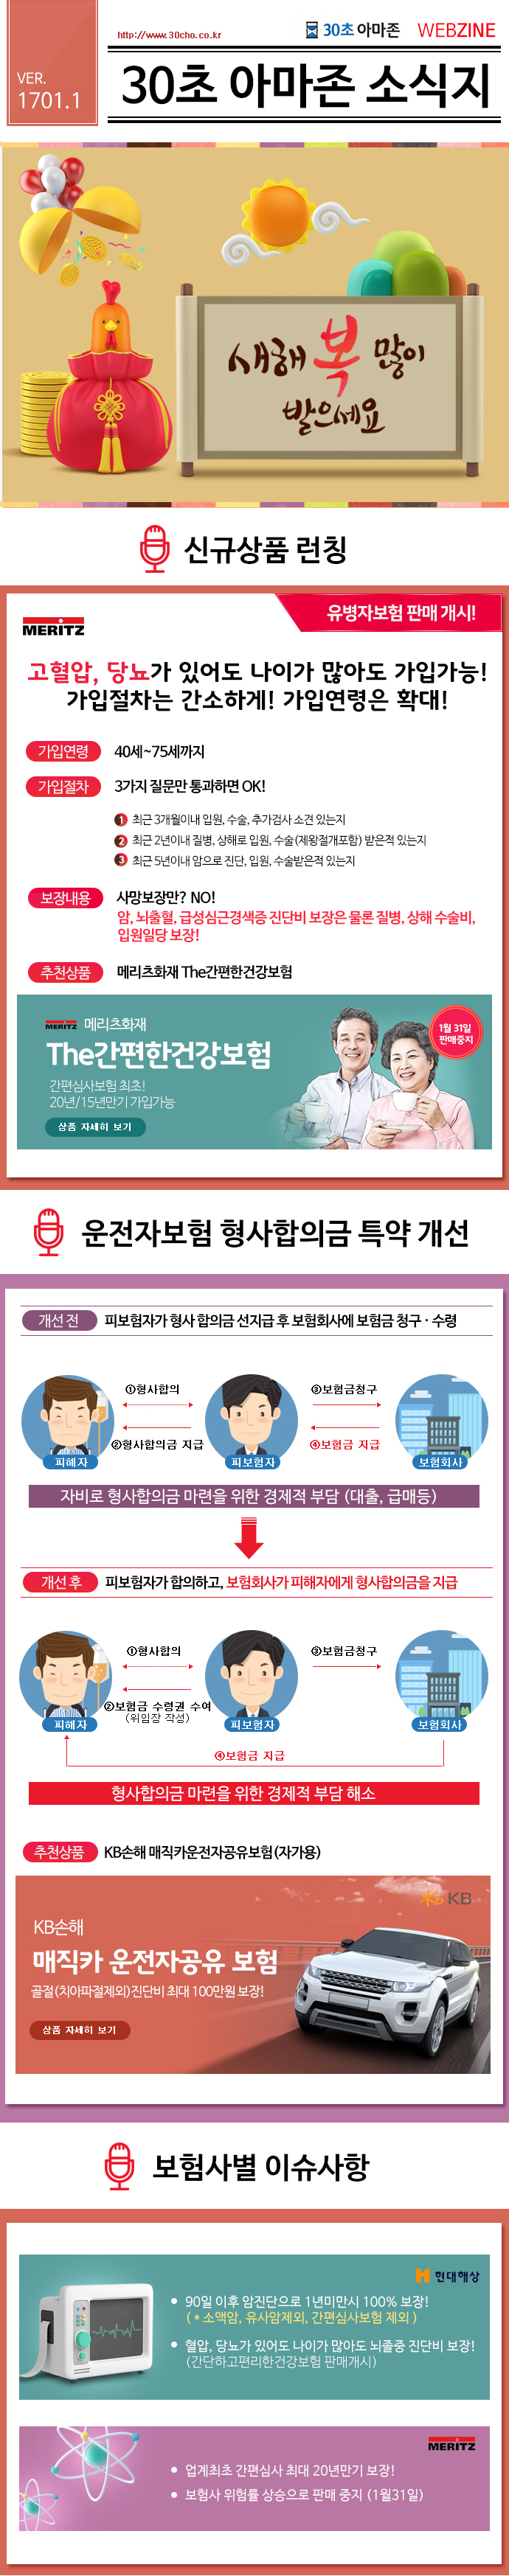 VER.
1701.1
http://www.30cho.co.kr
30초 아마존 WEBZINE
30초 아마존 소식지
새해 복 많이
받으세요
신규상품 런칭
MERITZ
유병자보험 판매 개시!
고혈압, 당뇨가 있어도 나이가 많아도 가입가능!
가입절차는 간소하게! 가입연령은 확대!
가입연령 40세~75세까지
가입절차 3가지 질문만 통과하면 OK!
1 최근 3개월이내 입원, 수술, 추가검사 소견 있는지
2 최근 2년이내 질병, 상해로 입원, 수술(제왕절개포함) 받은적 있는지
3 최근 5년이내 암으로 진단, 입원, 수술받은적 있는지
보장내용 사망보장만? NO!
암, 뇌출혈, 급성심근경색증 진단비 보장은 물론 질병, 상해 수술비,
입원일당 보장!
추천상품 메리츠화재 The간편한건강보험
MERITZ 메리츠화재
The간편한건강보험
간편심사보험 최초!
20년/15년만기 가입가능
상품 자세히 보기
1월 31일
판매중지
운전자보험 형사합의금 특약 개선
개선 전 피보험자가 형사 합의금 선지급 후 보험회사에 보험금 청구 · 수령
①형사합의 ③보험금청구
②형사합의금 지급 ④보험금 지급
피해자 피보험자 보험회사
자비로 형사합의금 마련을 위한 경제적 부담 (대출, 급매등)
개선 후 피보험자가 합의하고, 보험회사가 피해자에게 형사합의금을 지급
①형사합의 ③보험금청구
②보험금 수령권 수여
(위임장 작성)
피해자 피보험자 보험회사
④보험금 지급
형사합의금 마련을 위한 경제적 부담 해소
추천상품 KB손해 매직카운전자공유보험(자가용)
KB
KB손해
매직카 운전자공유 보험
골절(치아파절제외)진단비 최대 100만원 보장!
상품 자세히 보기
보험사별 이슈사항
현대해상
90일 이후 암진단으로 1년미만시 100% 보장!
( * 소액암, 유사암제외, 간편심사보험 제외 )
혈압, 당뇨가 있어도 나이가 많아도 뇌졸중 진단비 보장!
(간단하고편리한건강보험 판매개시)
MERITZ
업계최초 간편심사 최대 20년만기 보장!
보험사 위험률 상승으로 판매 중지 (1월31일)